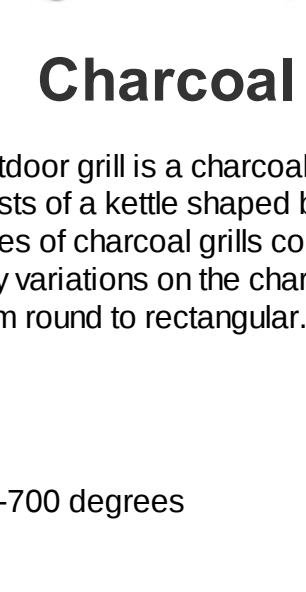 Charcoal
tdoor grill is a charcoal
sts of a kettle shaped b
es of charcoal grills co
y variations on the char
m round to rectangular.
-700 degrees